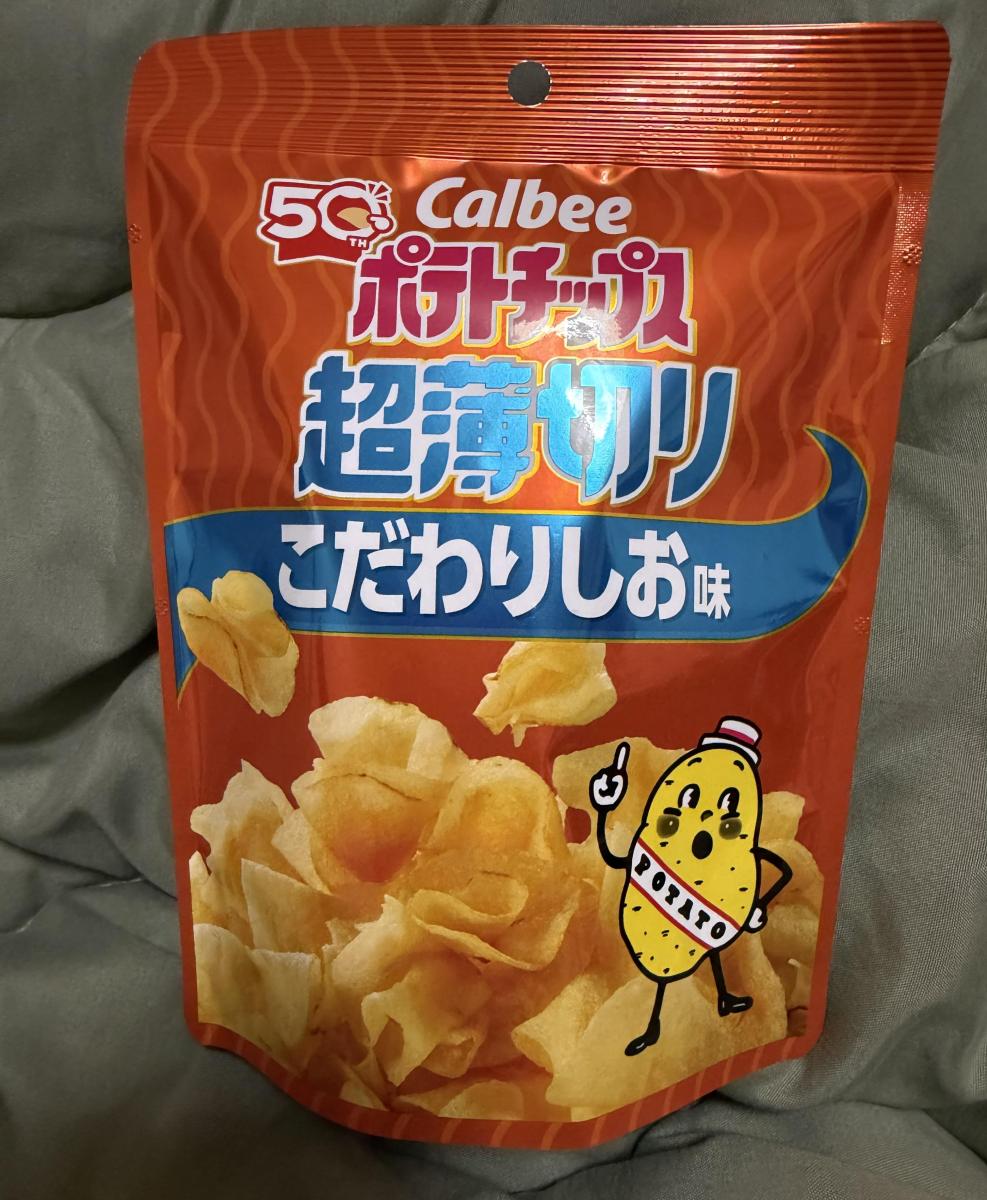 50TH
Calbee
ポテトチップス
超薄切り
こだわりしお味
POTATO